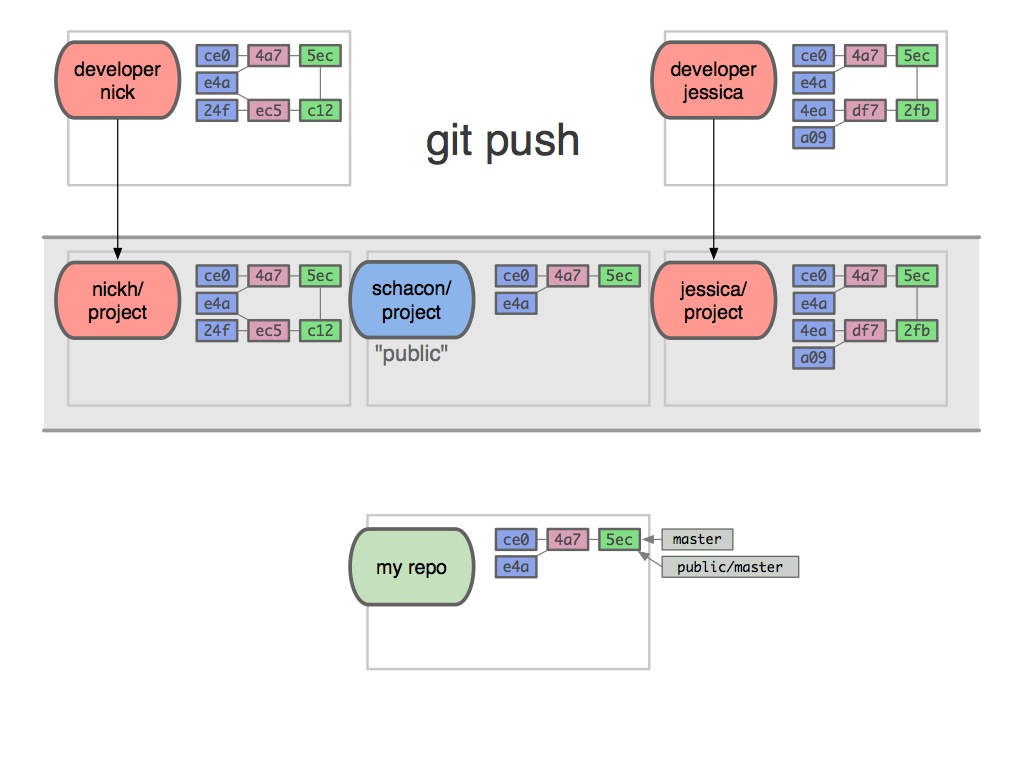 developer
nick
ce0 4a7 5ec
e4a
24f ec5 c12
git push
developer
jessica
ce0 4a7 5ec
e4a
4ea df7 2fb
a09
nickh/
project
ce0 4a7 5ec
e4a
24f ec5 c12
schacon/
project
"public"
ce0 4a7 5ec
e4a
jessica/
project
ce0 4a7 5ec
e4a
4ea df7 2fb
a09
my repo
ce0 4a7 5ec
e4a
master
public/master